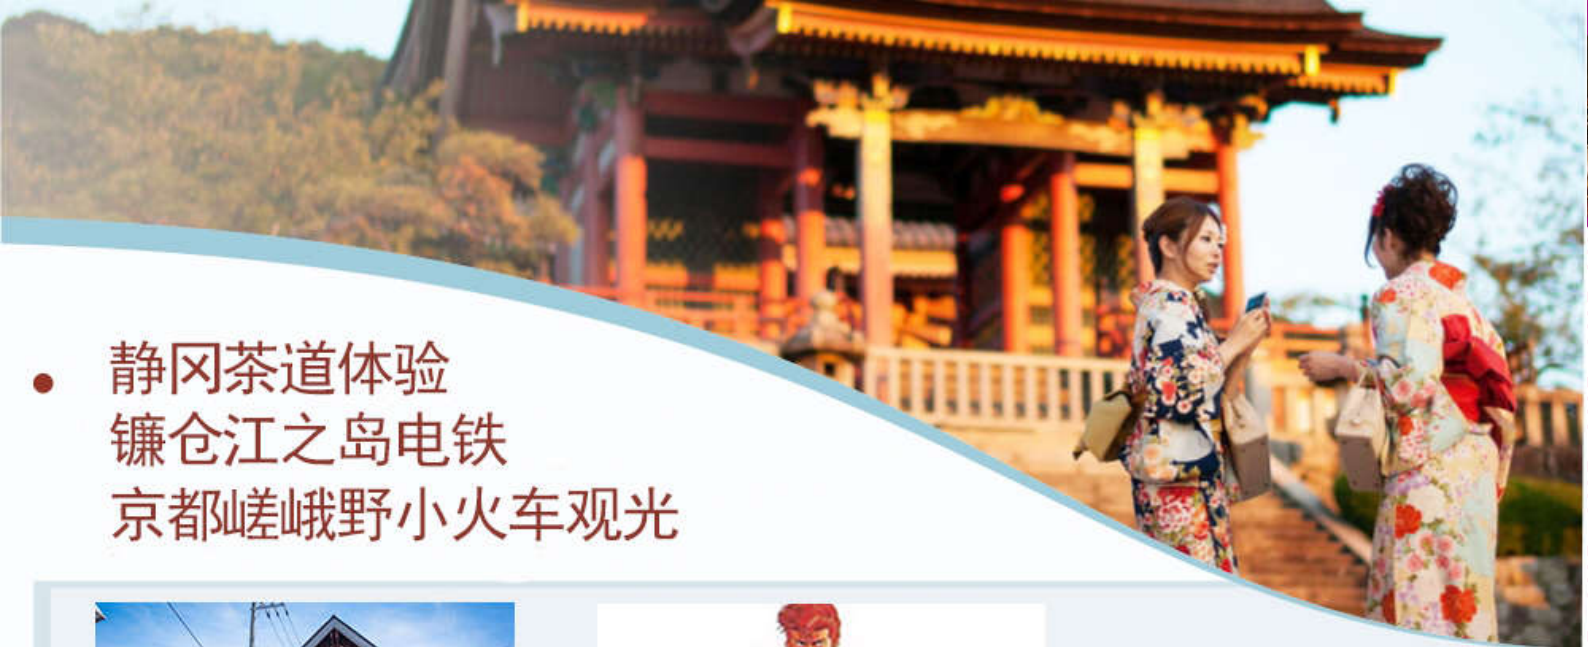 静冈茶道体验
镰仓江之岛电铁
京都嵯峨野小火车观光